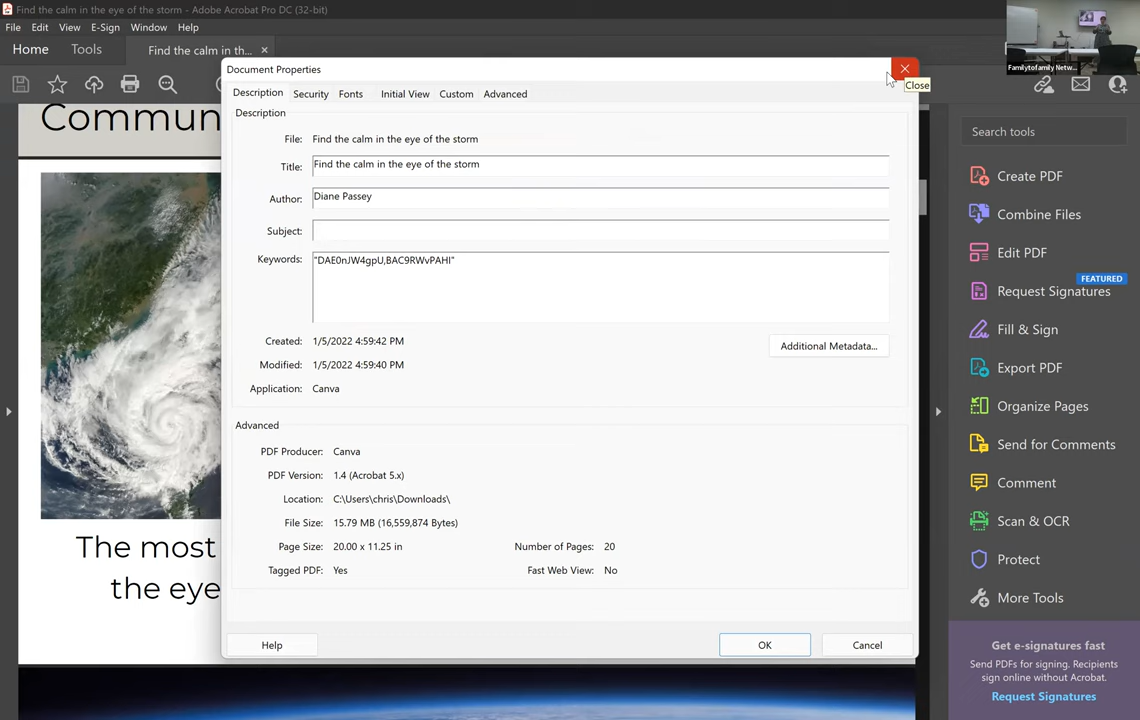 Find the calm in the eye of the storm - Adobe Acrobat Pro DC (32-bit)
File Edit View E-Sign Window Help
Home Tools Find the calm in th... ×
Familytofamily Netw...
Document Properties
Close
Description Security Fonts Initial View Custom Advanced
Commun
Description
File: Find the calm in the eye of the storm
Title: Find the calm in the eye of the storm
Author: Diane Passey
Subject:
Keywords: "DAE0nJW4gpU,BAC9RWvPAHI"
Created: 1/5/2022 4:59:42 PM
Modified: 1/5/2022 4:59:40 PM
Application: Canva
Additional Metadata...
Advanced
PDF Producer: Canva
PDF Version: 1.4 (Acrobat 5.x)
Location: C:\Users\chris\Downloads\
File Size: 15.79 MB (16,559,874 Bytes)
Page Size: 20.00 x 11.25 in Number of Pages: 20
Tagged PDF: Yes Fast Web View: No
Help OK Cancel
The most
the eye
Search tools
Create PDF
Combine Files
Edit PDF
FEATURED
Request Signatures
Fill & Sign
Export PDF
Organize Pages
Send for Comments
Comment
Scan & OCR
Protect
More Tools
Get e-signatures fast
Send PDFs for signing. Recipients
sign online without Acrobat.
Request Signatures